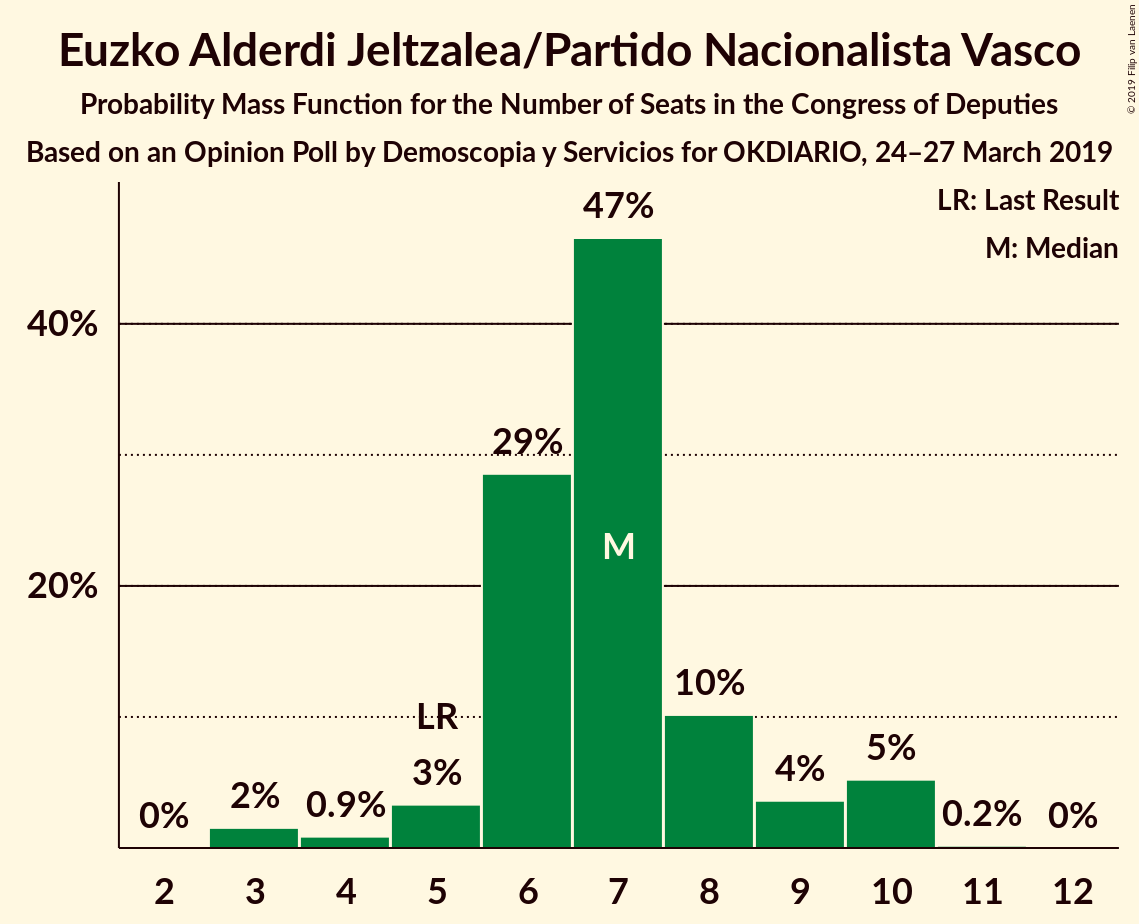 Euzko Alderdi Jeltzalea/Partido Nacionalista Vasco
Probability Mass Function for the Number of Seats in the Congress of Deputies
Based on an Opinion Poll by Demoscopia y Servicios for OKDIARIO, 24–27 March 2019
© 2019 Filip van Laenen
LR: Last Result
M: Median
47%
40%
29%
M
20%
10%
LR
5%
3%
4%
2%
0.9%
0%
0.2%
0%
2 3 4 5 6 7 8 9 10 11 12